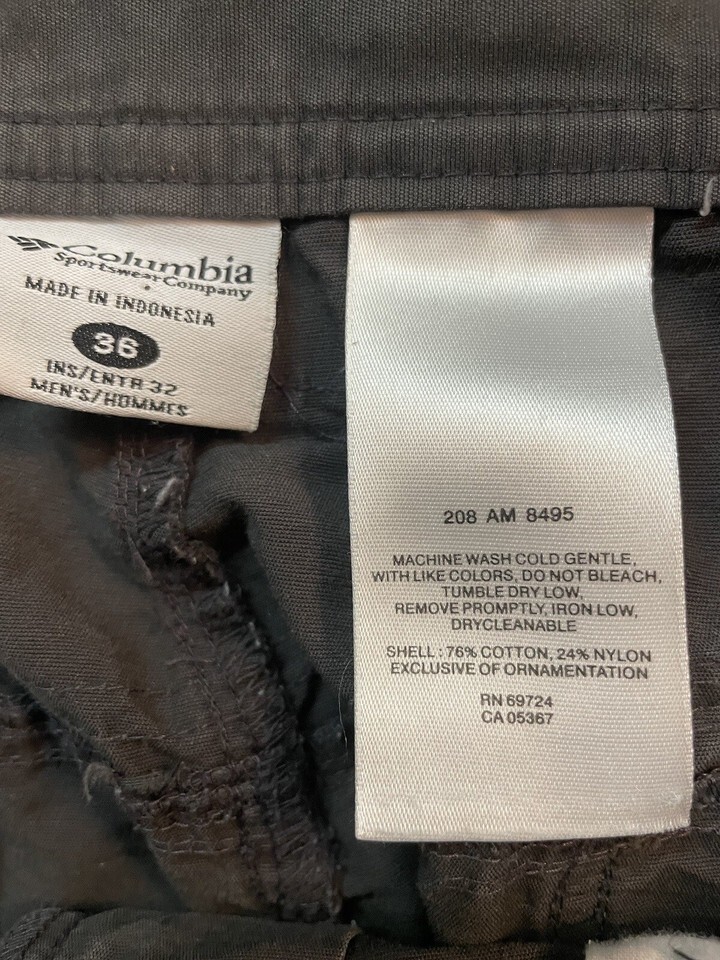 Columbia
Sportswear Company
MADE IN INDONESIA
36
INS/ENTR 32
MEN'S/HOMMES
208 AM 8495
MACHINE WASH COLD GENTLE,
WITH LIKE COLORS, DO NOT BLEACH,
TUMBLE DRY LOW,
REMOVE PROMPTLY, IRON LOW,
DRYCLEANABLE
SHELL : 76% COTTON, 24% NYLON
EXCLUSIVE OF ORNAMENTATION
RN 69724
CA 05367